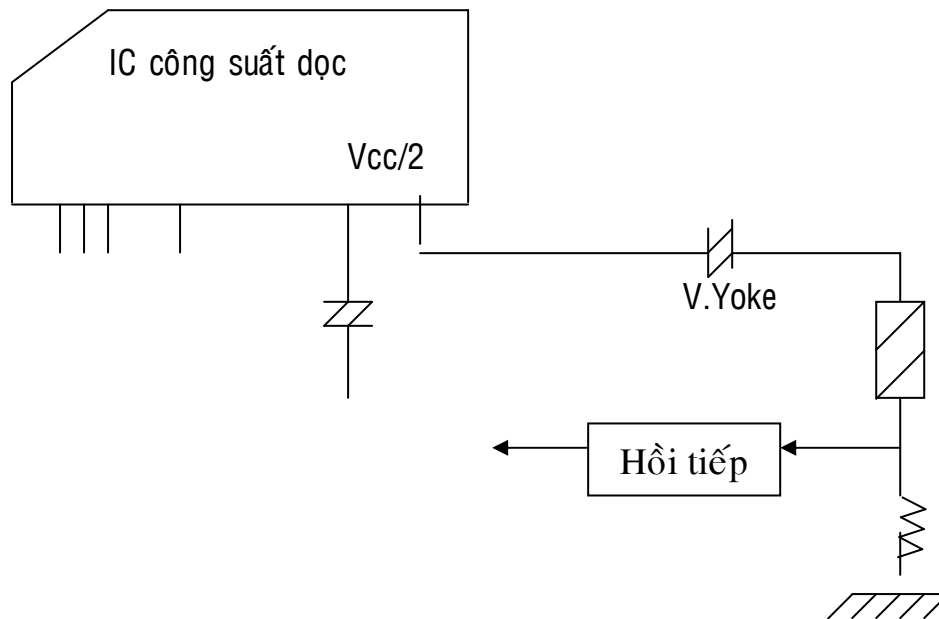 IC công suất dọc
Vcc/2
V.Yoke
Hồi tiếp